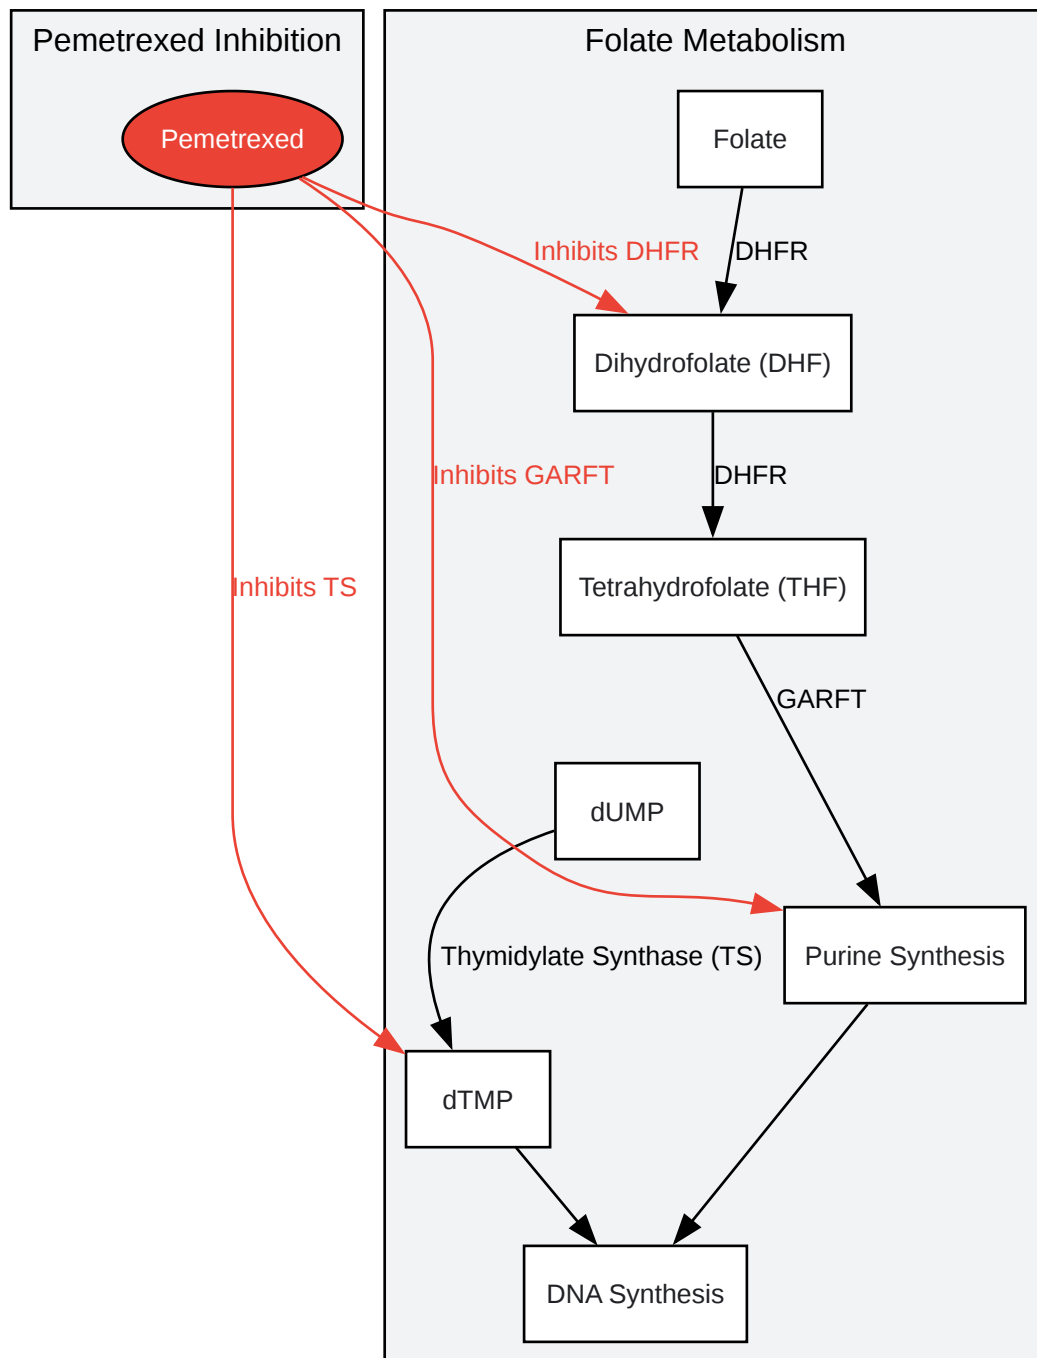 Pemetrexed Inhibition
Folate Metabolism
Pemetrexed
Folate
Inhibits DHFR
DHFR
Dihydrofolate (DHF)
Inhibits GARFT
DHFR
Inhibits TS
Tetrahydrofolate (THF)
GARFT
dUMP
Thymidylate Synthase (TS)
Purine Synthesis
dTMP
DNA Synthesis